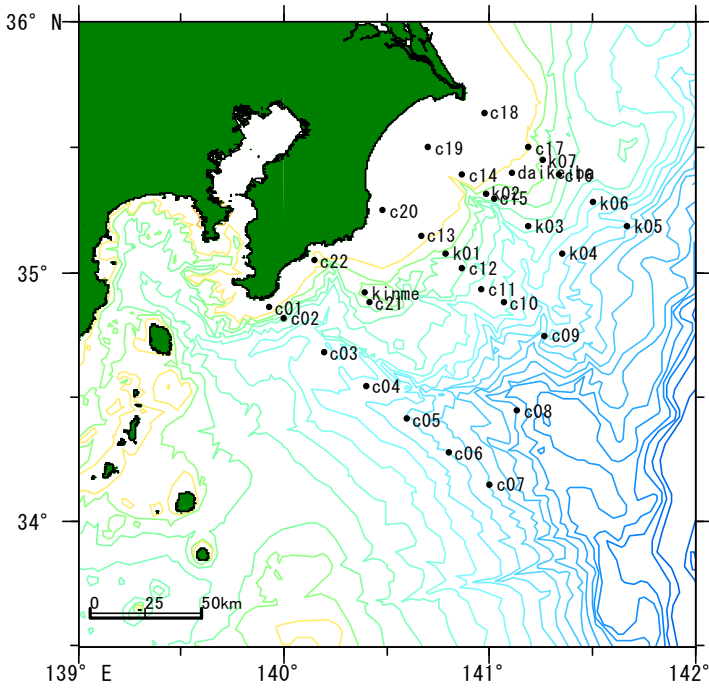 36° N
c18
c19
c17
k07
c14
daikeiba
c16
k02
c15
k06
c20
k03
k05
c13
k01
k04
c22
c12
35°
c11
kinme
c21
c10
c01
c02
c09
c03
c04
c08
c05
c06
c07
34°
0 25 50km
139° E 140° 141° 142°